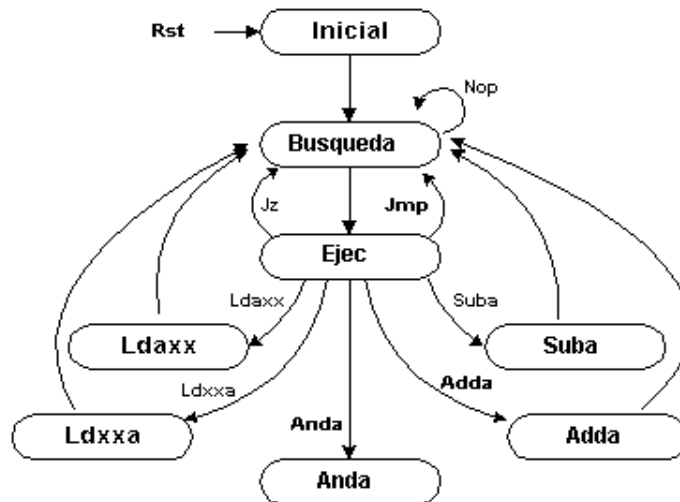 Rst
Inicial
Nop
Busqueda
Jz
Jmp
Ejec
Ldaxx
Suba
Ldaxx
Suba
Ldxxa
Adda
Ldxxa
Anda
Adda
Anda